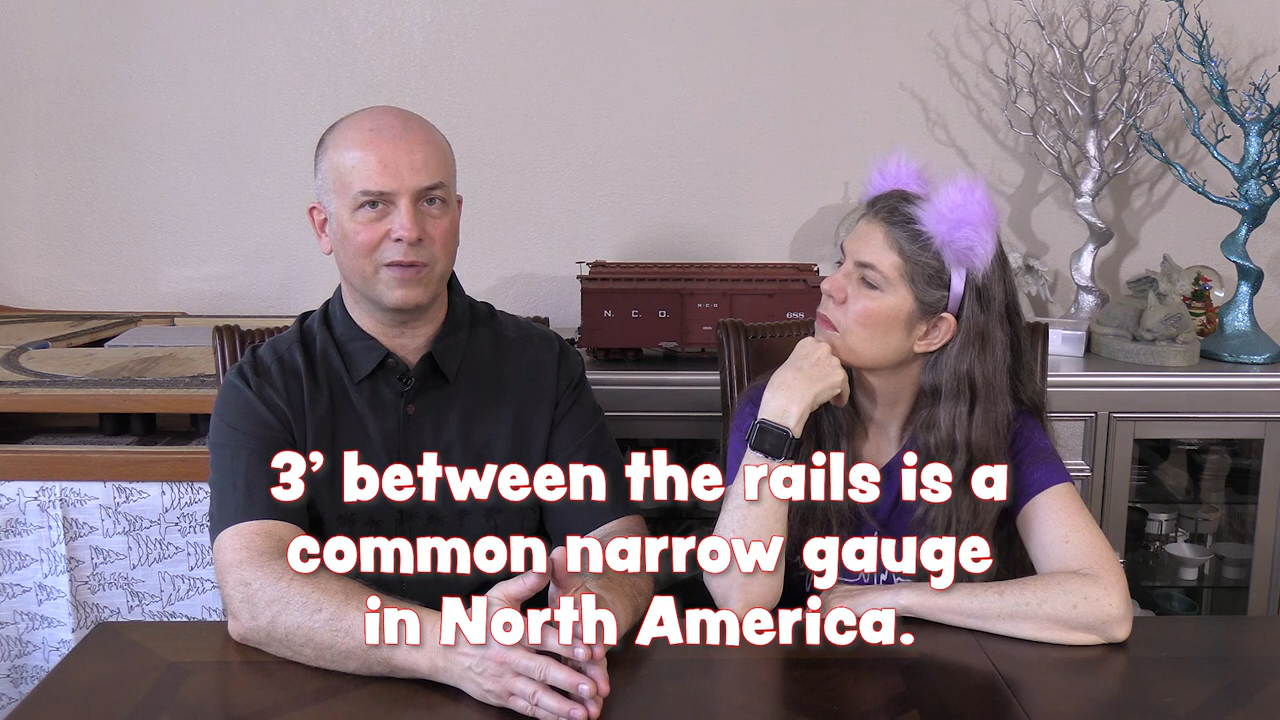 N. C. O.
N·C·O
688
3’ between the rails is a
common narrow gauge
in North America.